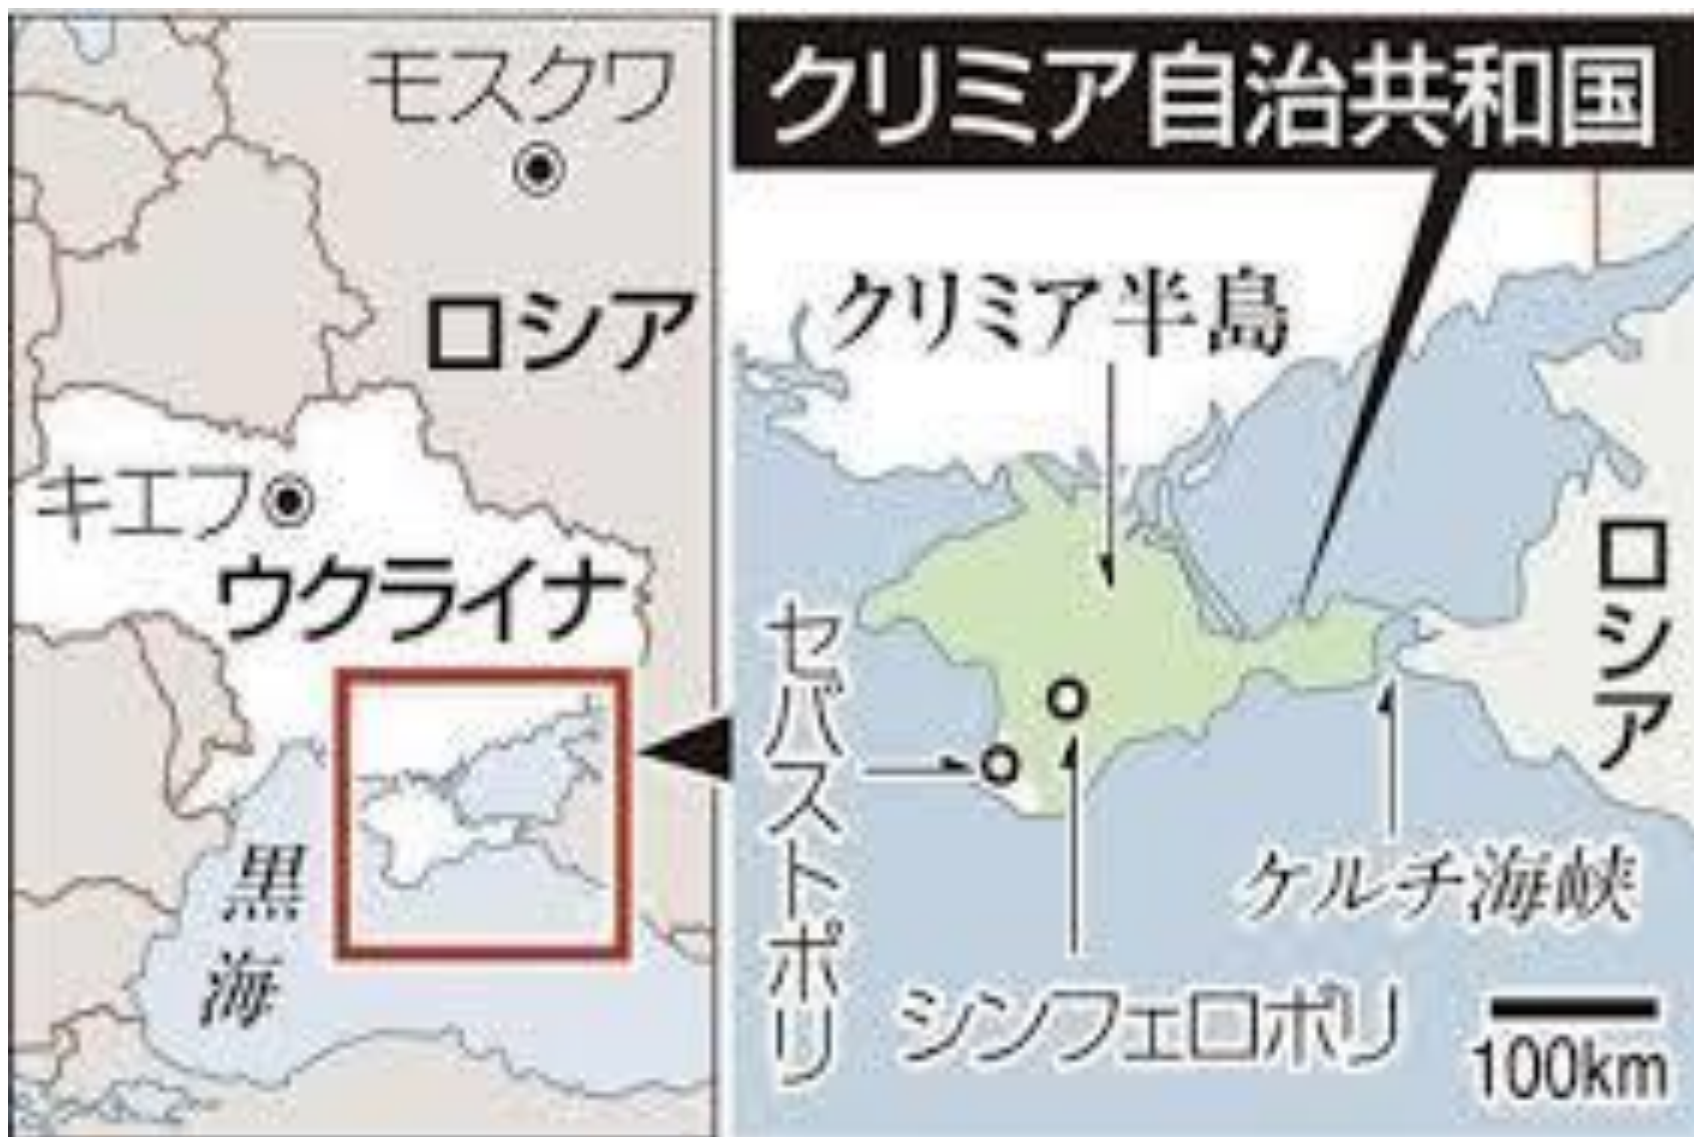 モスクワ
ロシア
キエフ
ウクライナ
黒海
クリミア自治共和国
クリミア半島
ロシア
セバストポリ
ケルチ海峡
シンフェロポリ
100km